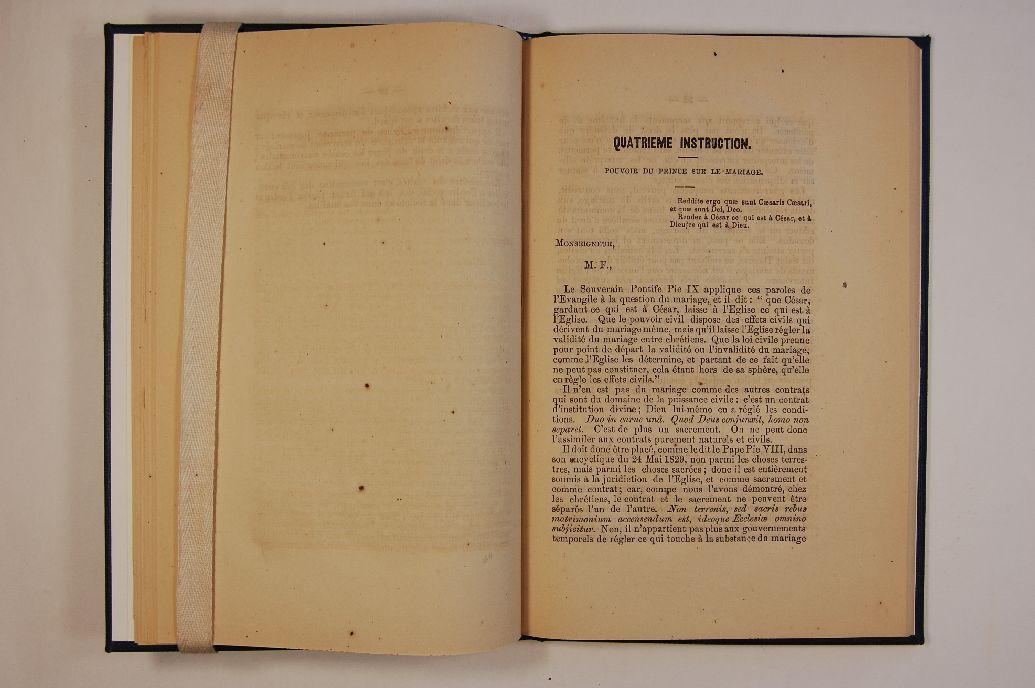 QUATRIEME INSTRUCTION.
POUVOIR DU PRINCE SUR LE MARIAGE.
Reddite ergo quæ sunt Cæsaris Cæsari,
et quæ sunt Dei, Deo.
Rendez à César ce qui est à César, et à
Dieu ce qui est à Dieu.
MONSEIGNEUR,
M. F.,
Le Souverain Pontife Pie IX applique ces paroles de
l'Evangile à la question du mariage, et il dit : " que César,
gardant ce qui est à César, laisse à l'Eglise ce qui est à
l'Eglise. Que le pouvoir civil dispose des effets civils qui
dérivent du mariage même, mais qu'il laisse l'Eglise régler la
validité du mariage entre chrétiens. Que la loi civile prenne
pour point de départ la validité ou l'invalidité du mariage,
comme l'Eglise les détermine, et partant de ce fait qu'elle
ne peut pas constituer, cela étant hors de sa sphère, qu'elle
en règle les effets civils."
Il n'en est pas du mariage comme des autres contrats
qui sont du domaine de la puissance civile ; c'est un contrat
d'institution divine ; Dieu lui-même en a réglé les condi-
tions. Duo in carne unâ. Quod Deus conjunxit, homo non
separet. C'est de plus un sacrement. On ne peut donc
l'assimiler aux contrats purement naturels et civils.
Il doit donc être placé, comme le dit le Pape Pie VIII, dans
son encyclique du 24 Mai 1829, non parmi les choses terres-
tres, mais parmi les choses sacrées ; donc il est entièrement
soumis à la juridiction de l'Eglise, et comme sacrement et
comme contrat ; car, comme nous l'avons démontré, chez
les chrétiens, le contrat et le sacrement ne peuvent être
séparés l'un de l'autre. Non terrenis, sed sacris rebus
matrimonium accensendum est, ideoque Ecclesiæ omnino
subjicitur. Non, il n'appartient pas plus aux gouvernements
temporels de régler ce qui touche à la substance du mariage